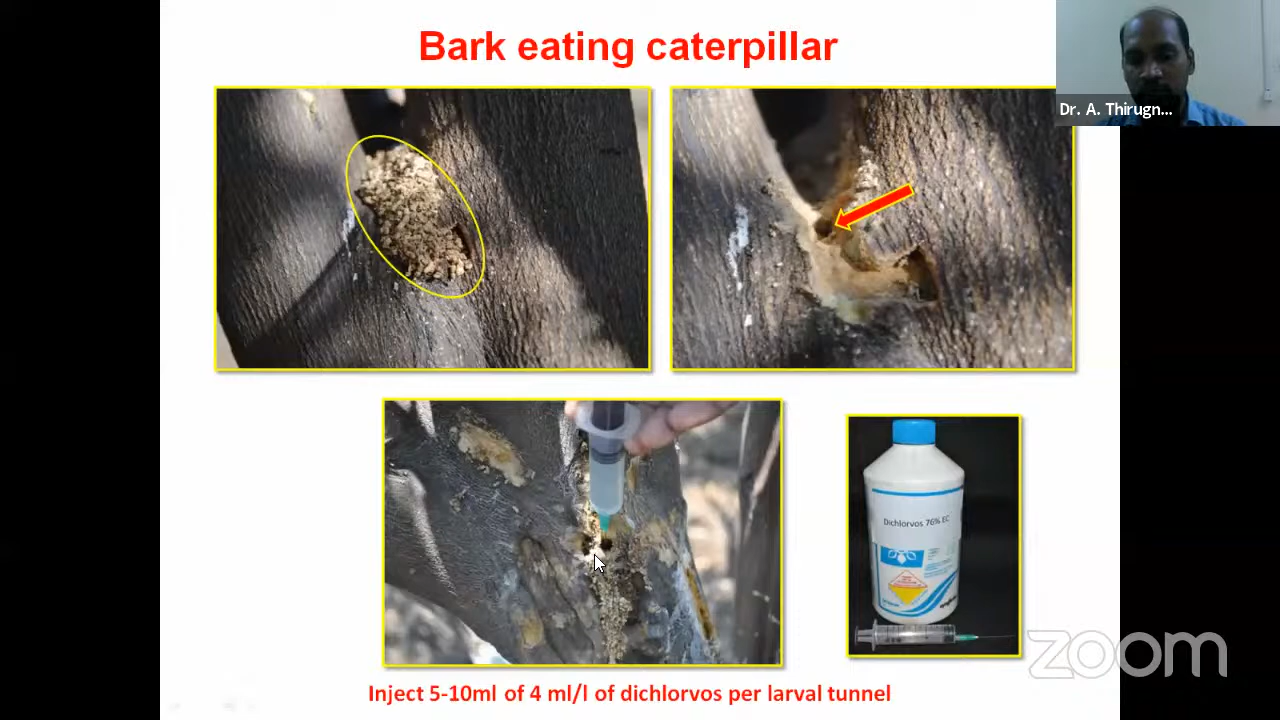 Bark eating caterpillar
Dr. A. Thirugn...
Dichlorvos 76% EC
Inject 5-10ml of 4 ml/l of dichlorvos per larval tunnel
zoom